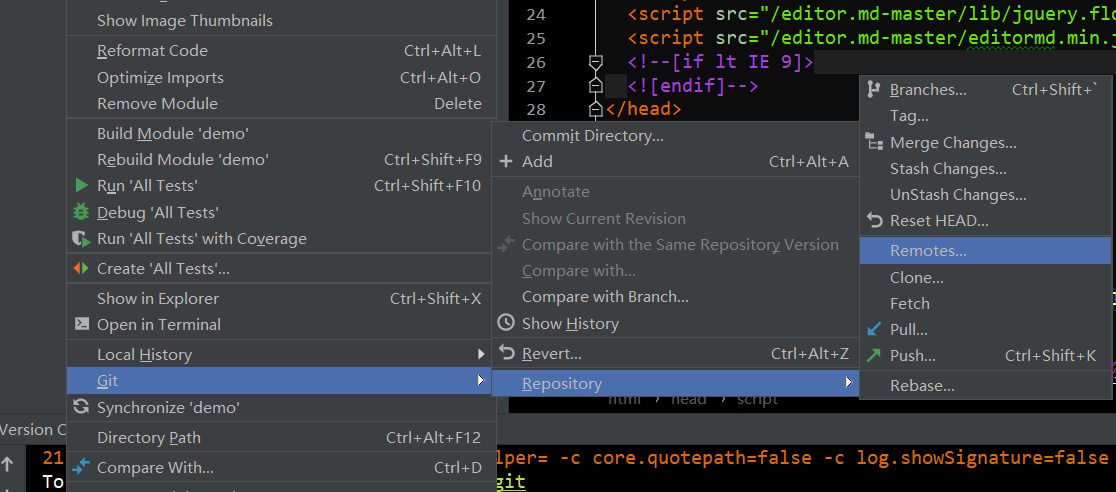 Show Image Thumbnails
Reformat Code Ctrl+Alt+L
Optimize Imports Ctrl+Alt+O
Remove Module Delete
Build Module 'demo'
Rebuild Module 'demo' Ctrl+Shift+F9
Run 'All Tests' Ctrl+Shift+F10
Debug 'All Tests'
Run 'All Tests' with Coverage
Create 'All Tests'...
Show in Explorer Ctrl+Shift+X
Open in Terminal
Local History
Git
Synchronize 'demo'
Directory Path Ctrl+Alt+F12
Compare With... Ctrl+D
24 <script src="/editor.md-master/lib/jquery.flo
25 <script src="/editor.md-master/editormd.min.j
26 <!--[if lt IE 9]>
27 <![endif]-->
28 </head>
Commit Directory...
Add Ctrl+Alt+A
Annotate
Show Current Revision
Compare with the Same Repository Version
Compare with...
Compare with Branch...
Show History
Revert... Ctrl+Alt+Z
Repository
Branches... Ctrl+Shift+`
Tag...
Merge Changes...
Stash Changes...
UnStash Changes...
Reset HEAD...
Remotes...
Clone...
Fetch
Pull...
Push... Ctrl+Shift+K
Rebase...
html › head › script
Version C
21 lper= -c core.quotepath=false -c log.showSignature=false
To git